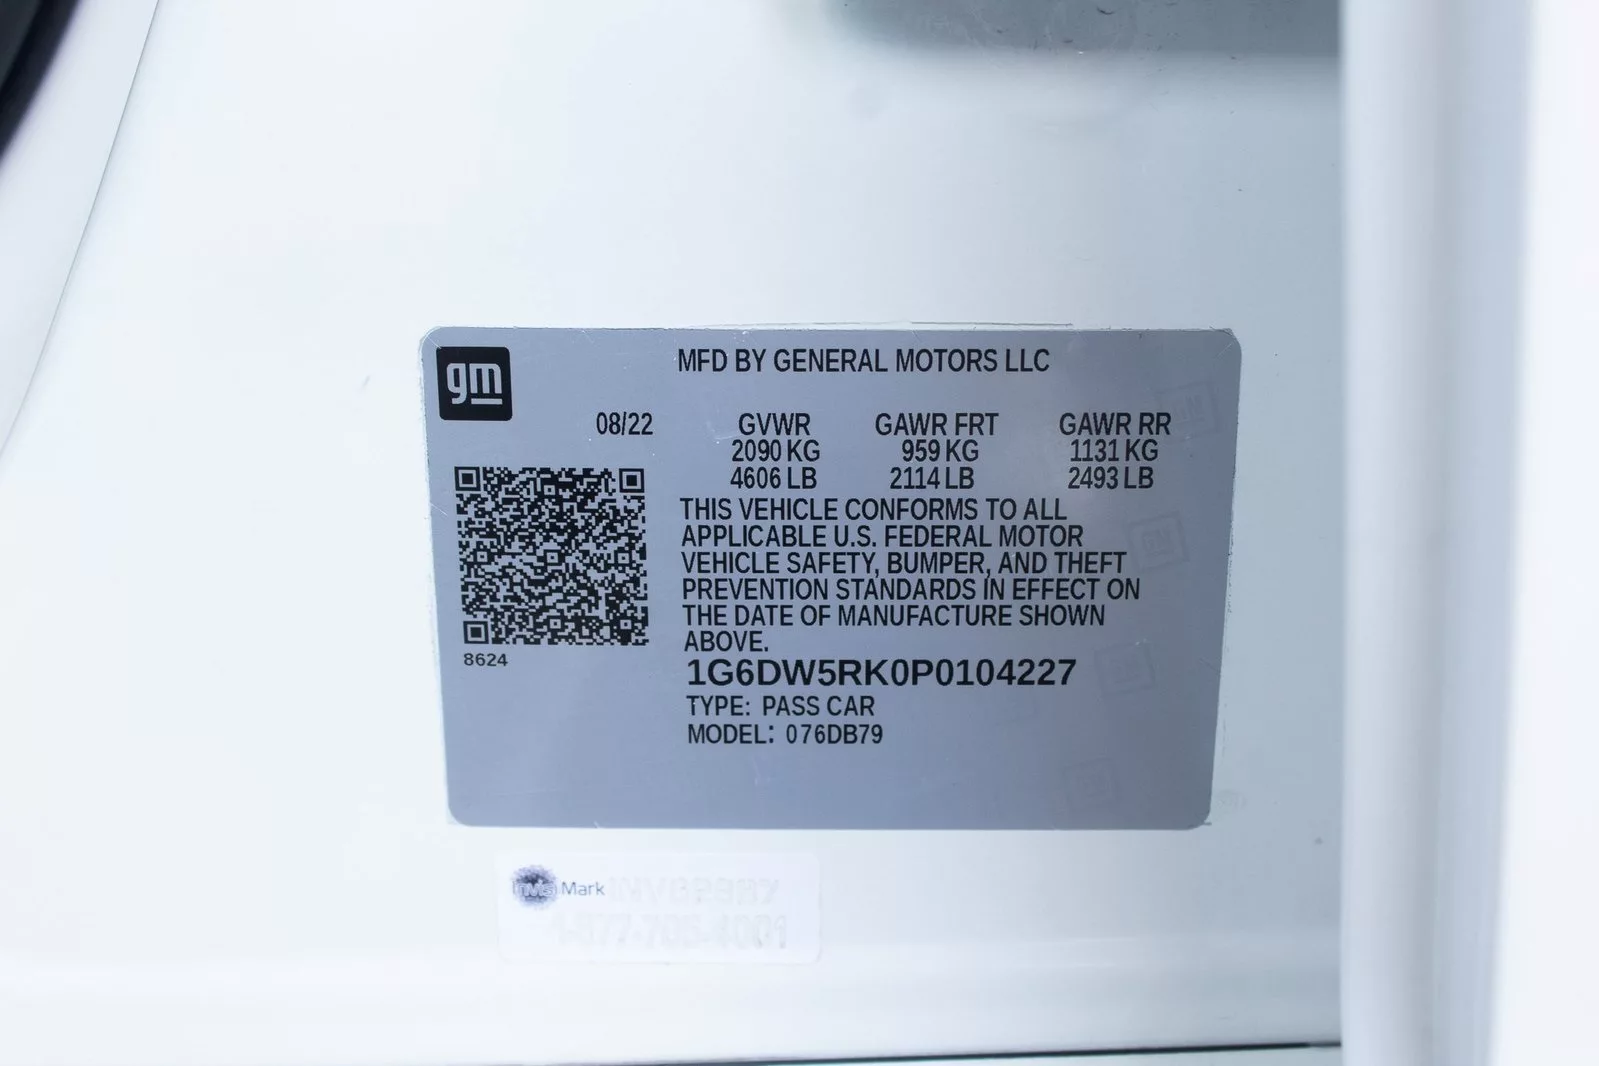 gm
MFD BY GENERAL MOTORS LLC
08/22 GVWR GAWR FRT GAWR RR
2090 KG 959 KG 1131 KG
4606 LB 2114 LB 2493 LB
THIS VEHICLE CONFORMS TO ALL
APPLICABLE U.S. FEDERAL MOTOR
VEHICLE SAFETY, BUMPER, AND THEFT
PREVENTION STANDARDS IN EFFECT ON
THE DATE OF MANUFACTURE SHOWN
ABOVE.
8624
1G6DW5RK0P0104227
TYPE: PASS CAR
MODEL: 076DB79
Mark